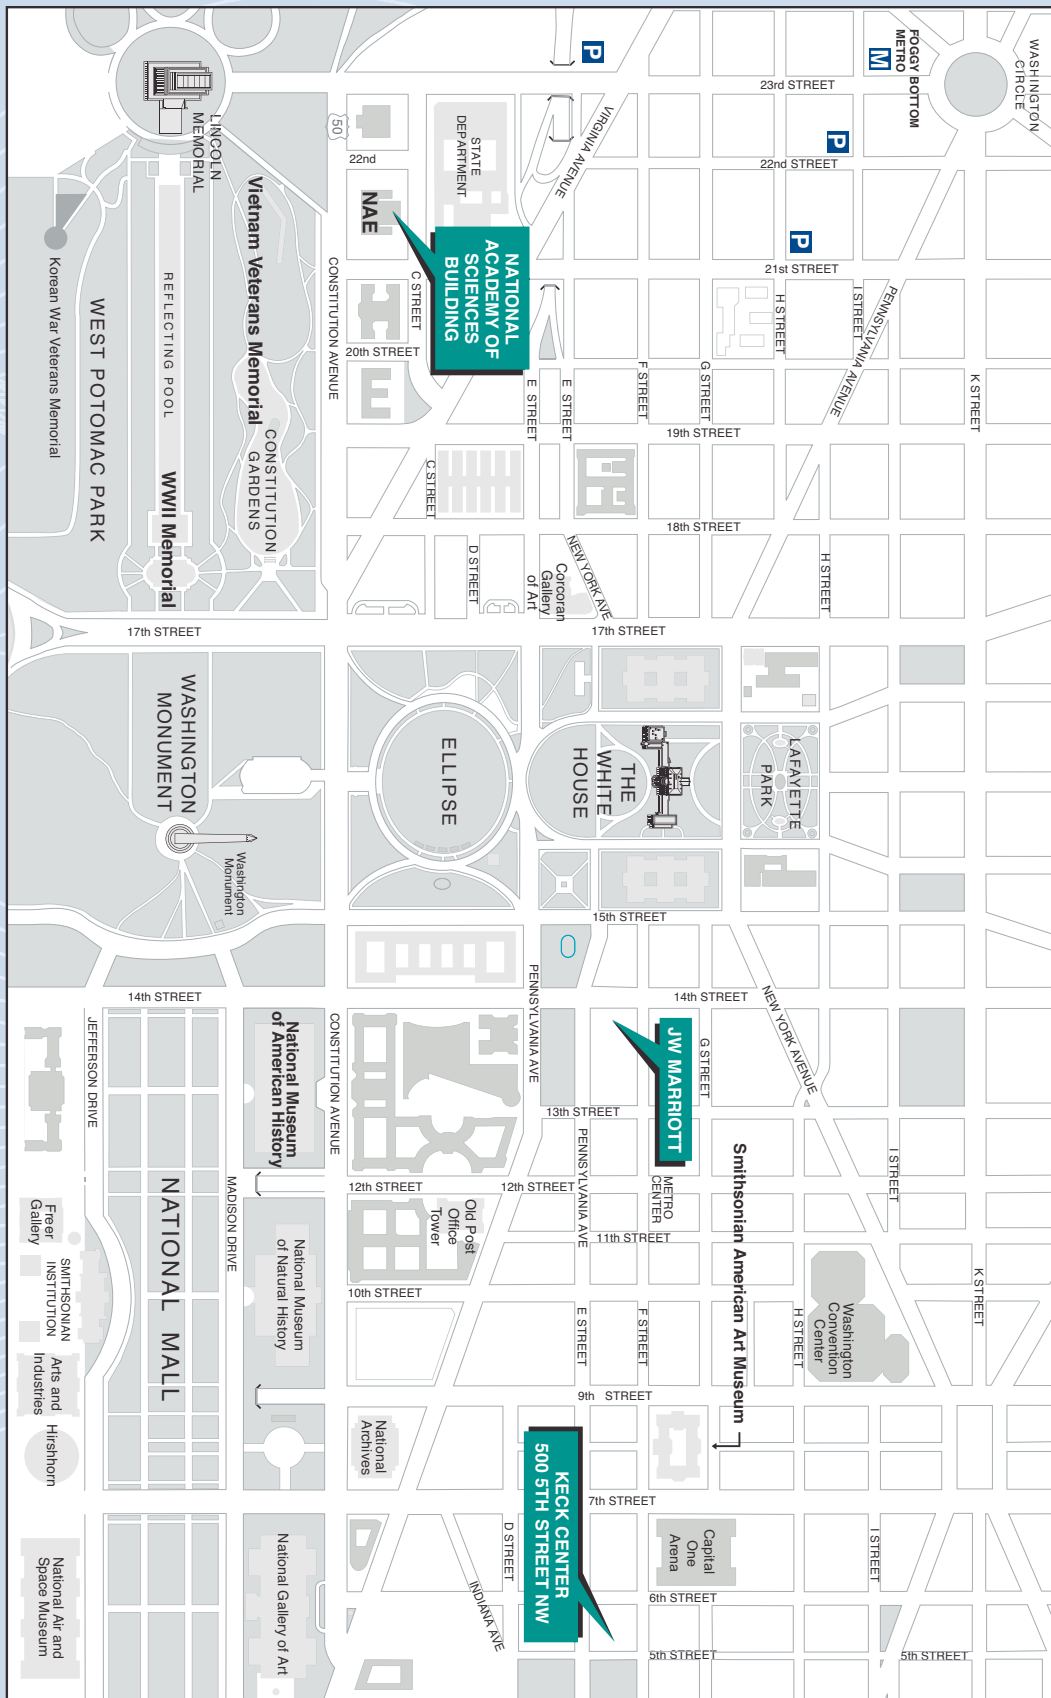 WASHINGTON
CIRCLE
FOGGY BOTTOM
METRO
M
P
23rd STREET
VIRGINIA AVENUE
STATE
DEPARTMENT
50
22nd
LINCOLN
MEMORIAL
P
22nd STREET
P
21st STREET
NAE
NATIONAL
ACADEMY OF
SCIENCES
BUILDING
Vietnam Veterans Memorial
REFLECTING POOL
Korean War Veterans Memorial
WEST POTOMAC PARK
CONSTITUTION AVENUE
C STREET
20th STREET
E STREET
E STREET
F STREET
G STREET
H STREET
I STREET
PENNSYLVANIA AVENUE
K STREET
19th STREET
CONSTITUTION
GARDENS
WWII Memorial
C STREET
18th STREET
D STREET
Corcoran
Gallery
of Art
NEW YORK AVE
H STREET
17th STREET
17th STREET
WASHINGTON
MONUMENT
Washington
Monument
ELLIPSE
THE
WHITE
HOUSE
LAFAYETTE
PARK
15th STREET
14th STREET
14th STREET
PENNSYLVANIA AVE
NEW YORK AVENUE
JEFFERSON DRIVE
National Museum
of American History
CONSTITUTION AVENUE
JW MARRIOTT
G STREET
13th STREET
PENNSYLVANIA AVE
METRO
CENTER
Smithsonian American Art Museum
I STREET
12th STREET
12th STREET
MADISON DRIVE
NATIONAL MALL
Freer
Gallery
SMITHSONIAN
INSTITUTION
Old Post
Office
Tower
11th STREET
National Museum
of Natural History
10th STREET
E STREET
F STREET
H STREET
Washington
Convention
Center
K STREET
Arts and
Industries
Hirshhorn
9th STREET
National
Archives
KECK CENTER
500 5TH STREET NW
7th STREET
D STREET
INDIANA AVE
Capital
One
Arena
I STREET
National Air and
Space Museum
National Gallery of Art
6th STREET
5th STREET
5th STREET